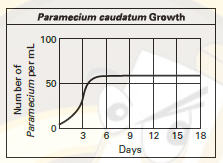 Paramecium caudatum Growth
Number of
Paramecium per mL
100
50
0
3 6 9 12 15 18
Days